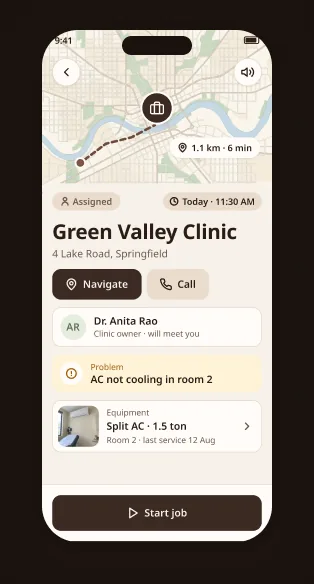 9:41
1.1 km · 6 min
Assigned
Today · 11:30 AM
Green Valley Clinic
4 Lake Road, Springfield
Navigate
Call
AR
Dr. Anita Rao
Clinic owner · will meet you
Problem
AC not cooling in room 2
Equipment
Split AC · 1.5 ton
Room 2 · last service 12 Aug
Start job